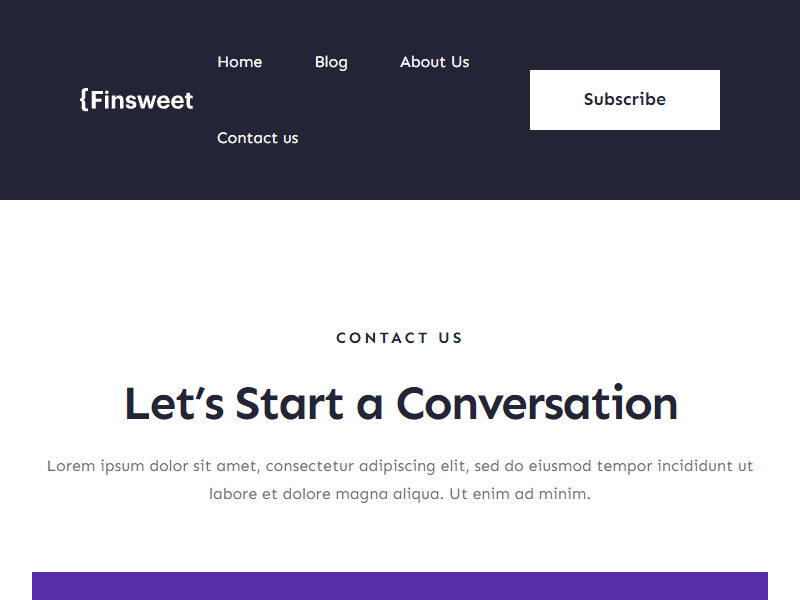 {Finsweet
Home Blog About Us
Contact us
Subscribe
CONTACT US
Let’s Start a Conversation
Lorem ipsum dolor sit amet, consectetur adipiscing elit, sed do eiusmod tempor incididunt ut
labore et dolore magna aliqua. Ut enim ad minim.